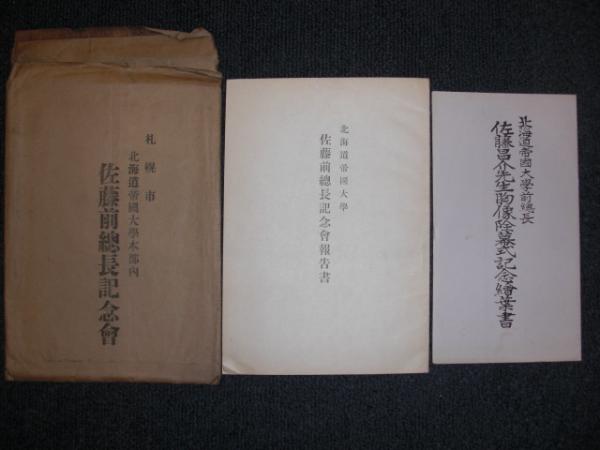 札幌市
北海道帝國大學本部內
佐藤前總長記念會
北海道帝國大學
佐藤前總長記念會報告書
北海道帝國大學前總長
佐藤昌介先生胸像除幕式記念繪葉書